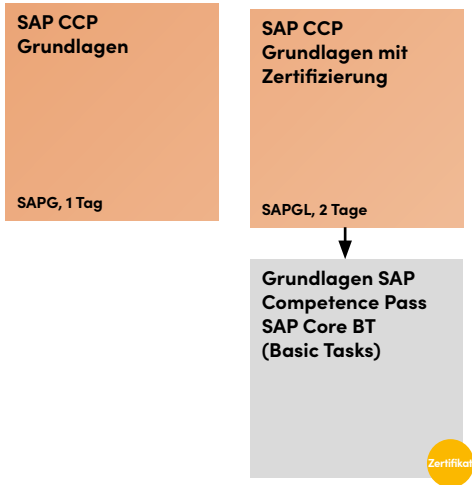 SAP CCP
Grundlagen
SAPG, 1 Tag
SAP CCP
Grundlagen mit
Zertifizierung
SAPGL, 2 Tage
Grundlagen SAP
Competence Pass
SAP Core BT
(Basic Tasks)
Zertifikat